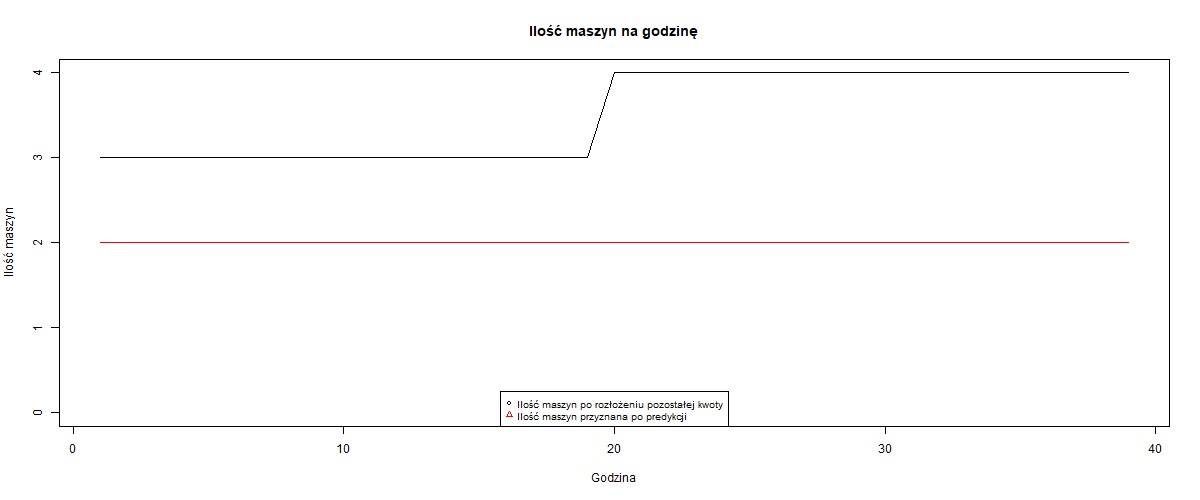 Ilość maszyn na godzinę
Ilość maszyn
4
3
2
1
0
Ilość maszyn po rozłożeniu pozostałej kwoty
Ilość maszyn przyznana po predykcji
0 10 20 30 40
Godzina